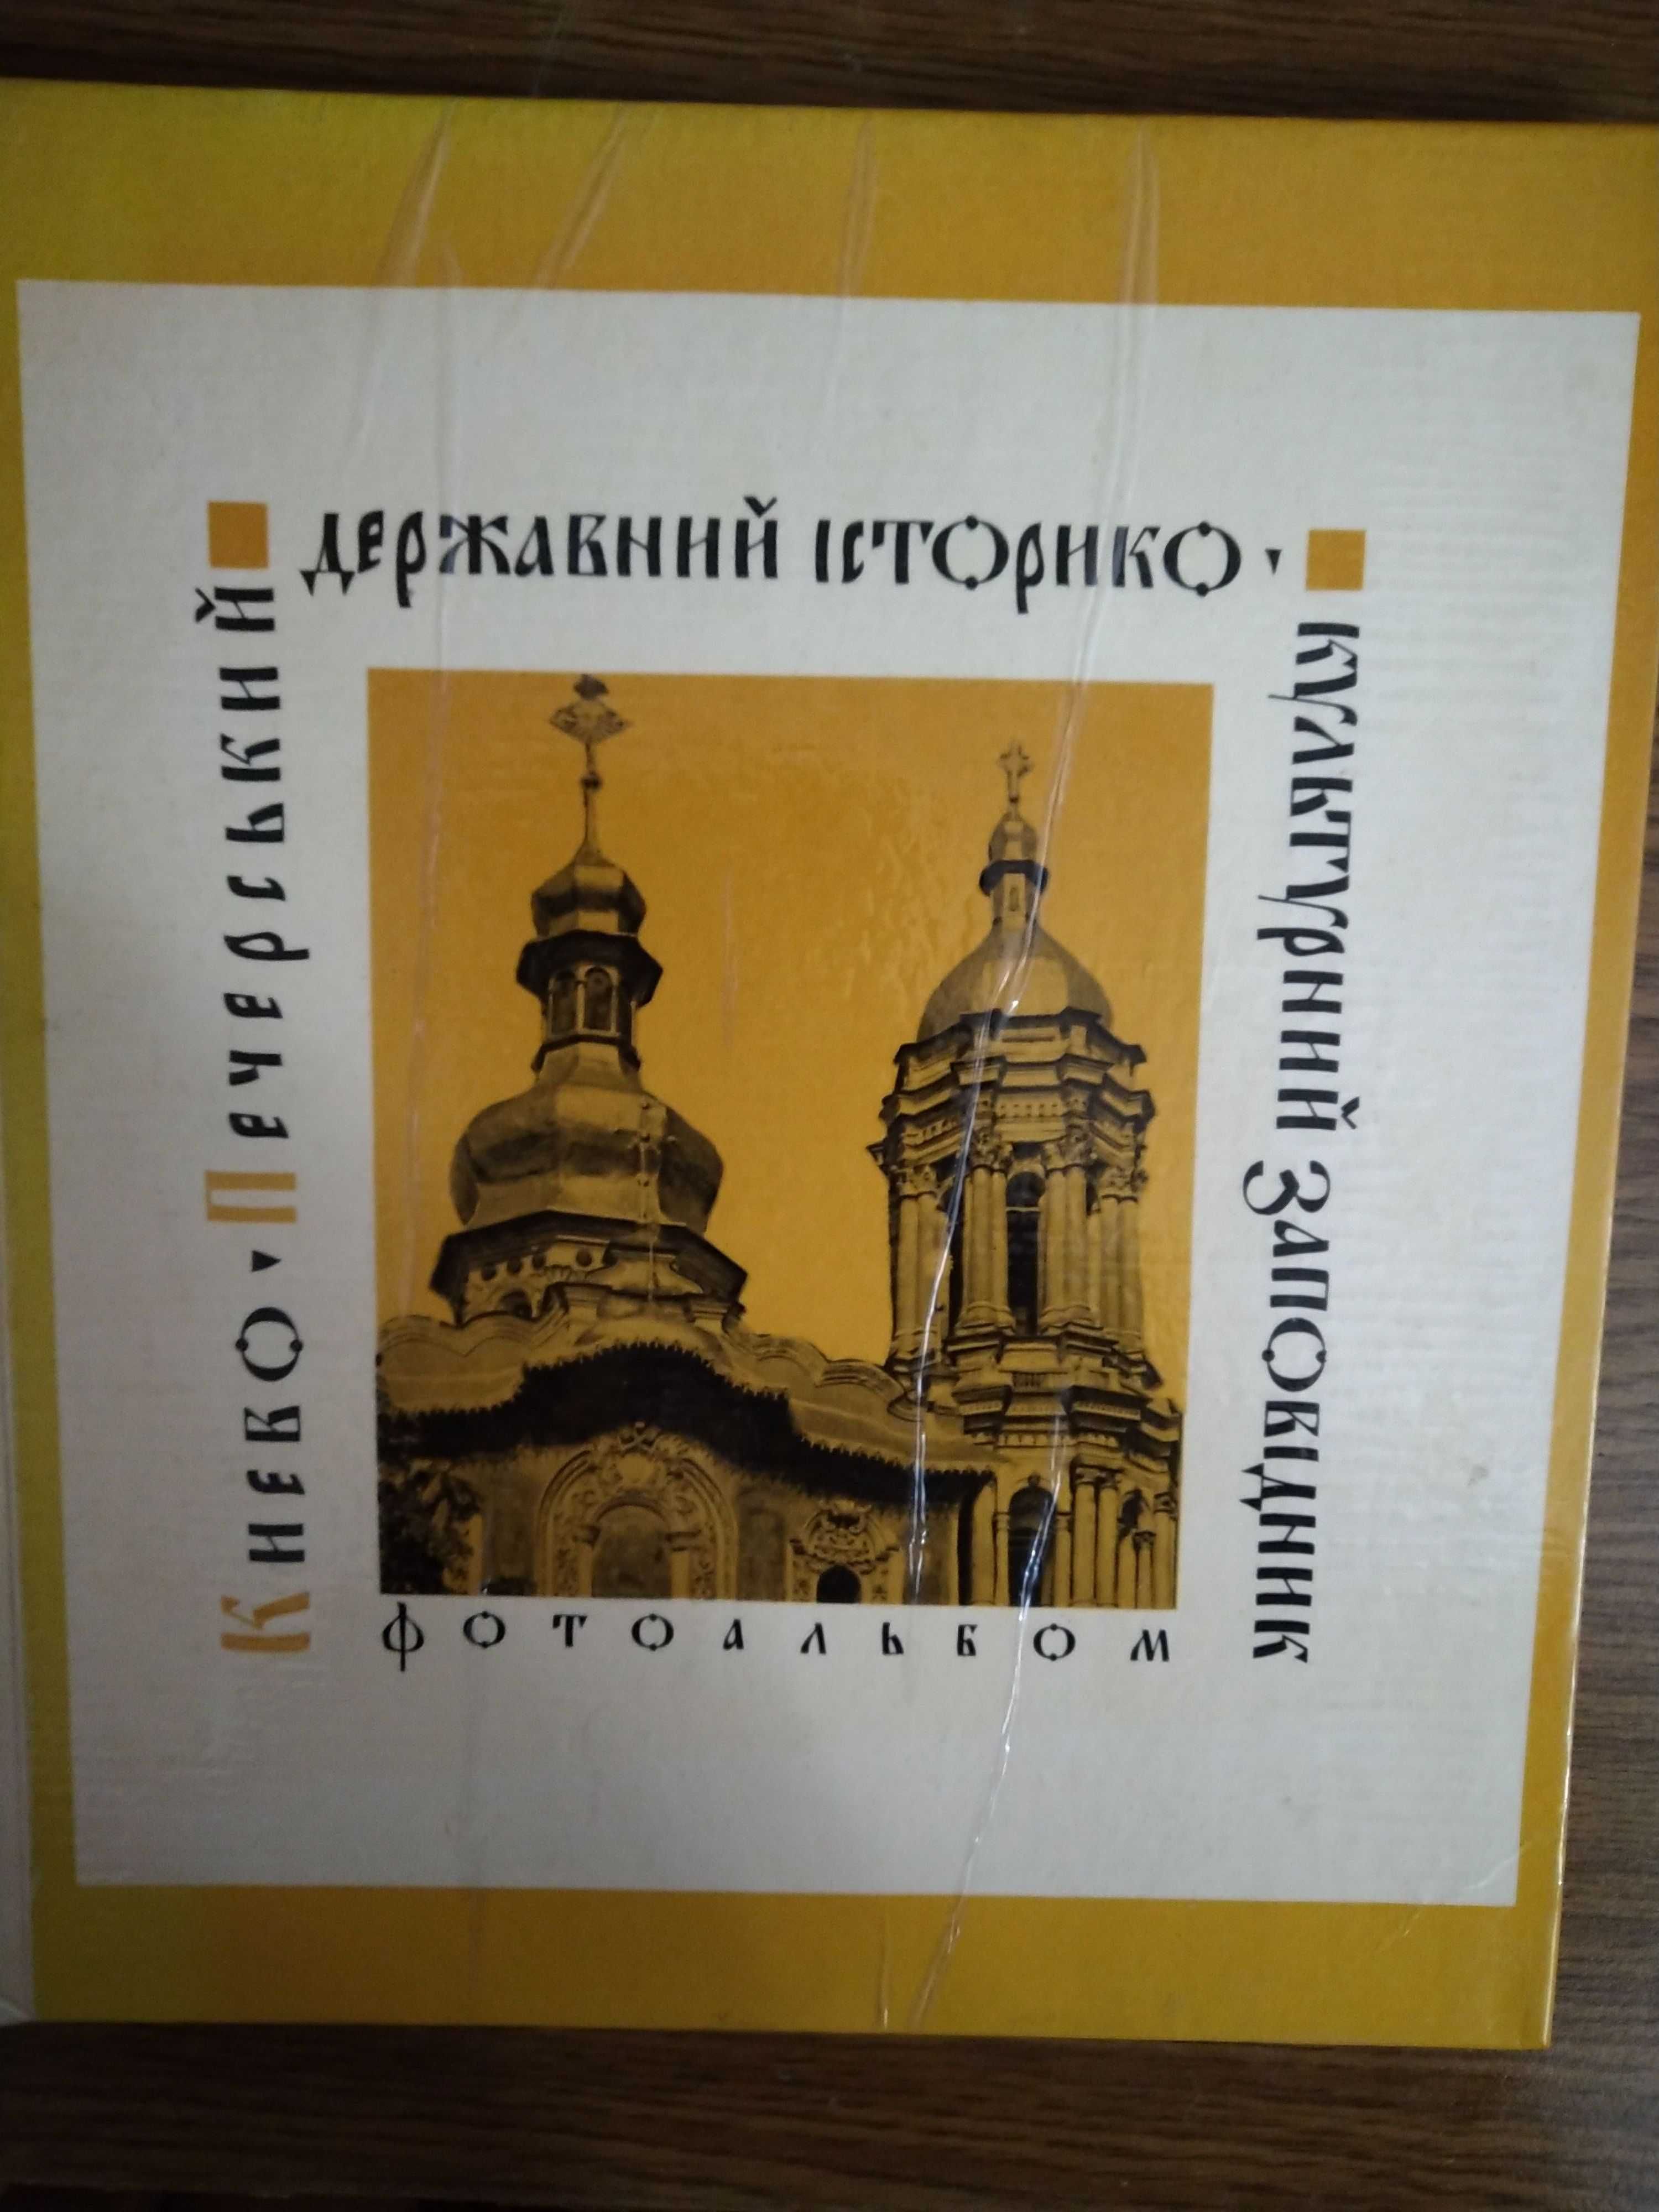 Києво-Печерський
державний історико-
культурний Заповідник
фотоальбом